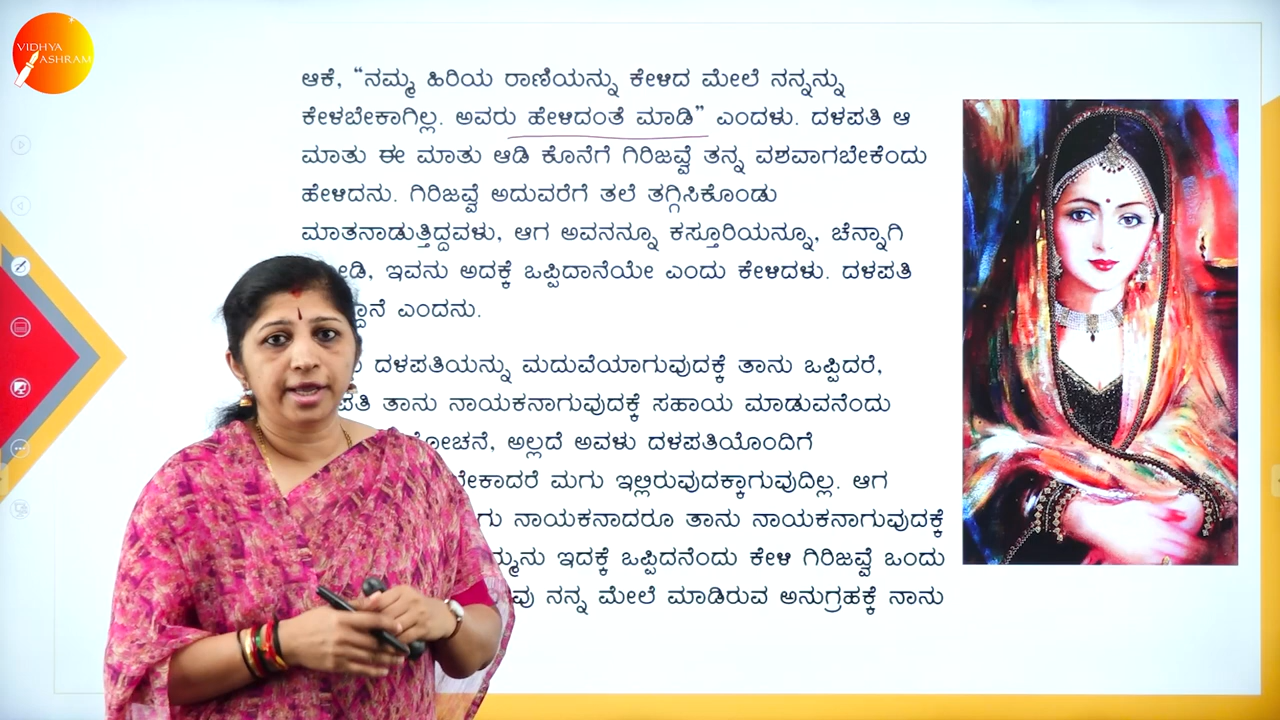 VIDHYA
ASHRAM
ಆಕೆ, “ನಮ್ಮ ಹಿರಿಯ ರಾಣಿಯನ್ನು ಕೇಳಿದ ಮೇಲೆ ನನ್ನನ್ನು
ಕೇಳಬೇಕಾಗಿಲ್ಲ. ಅವರು ಹೇಳಿದಂತೆ ಮಾಡಿ” ಎಂದಳು. ದಳಪತಿ ಆ
ಮಾತು ಈ ಮಾತು ಆಡಿ ಕೊನೆಗೆ ಗಿರಿಜವ್ವೆ ತನ್ನ ವಶವಾಗಬೇಕೆಂದು
ಹೇಳಿದನು. ಗಿರಿಜವ್ವೆ ಅದುವರೆಗೆ ತಲೆ ತಗ್ಗಿಸಿಕೊಂಡು
ಮಾತನಾಡುತ್ತಿದ್ದವಳು, ಆಗ ಅವನನ್ನೂ ಕಸ್ತೂರಿಯನ್ನೂ, ಚೆನ್ನಾಗಿ
ಇವನು ಅದಕ್ಕೆ ಒಪ್ಪಿದಾನೆಯೇ ಎಂದು ಕೇಳಿದಳು. ದಳಪತಿ
ಎಂದನು.
ದಳಪತಿಯನ್ನು ಮದುವೆಯಾಗುವುದಕ್ಕೆ ತಾನು ಒಪ್ಪಿದರೆ,
ತಾನು ನಾಯಕನಾಗುವುದಕ್ಕೆ ಸಹಾಯ ಮಾಡುವನೆಂದು
ಅಲ್ಲದೆ ಅವಳು ದಳಪತಿಯೊಂದಿಗೆ
ಮಗು ಇಲ್ಲಿರುವುದಕ್ಕಾಗುವುದಿಲ್ಲ. ಆಗ
ನಾಯಕನಾದರೂ ತಾನು ನಾಯಕನಾಗುವುದಕ್ಕೆ
ಇದಕ್ಕೆ ಒಪ್ಪಿದನೆಂದು ಕೇಳಿ ಗಿರಿಜವ್ವೆ ಒಂದು
ನನ್ನ ಮೇಲೆ ಮಾಡಿರುವ ಅನುಗ್ರಹಕ್ಕೆ ನಾನು